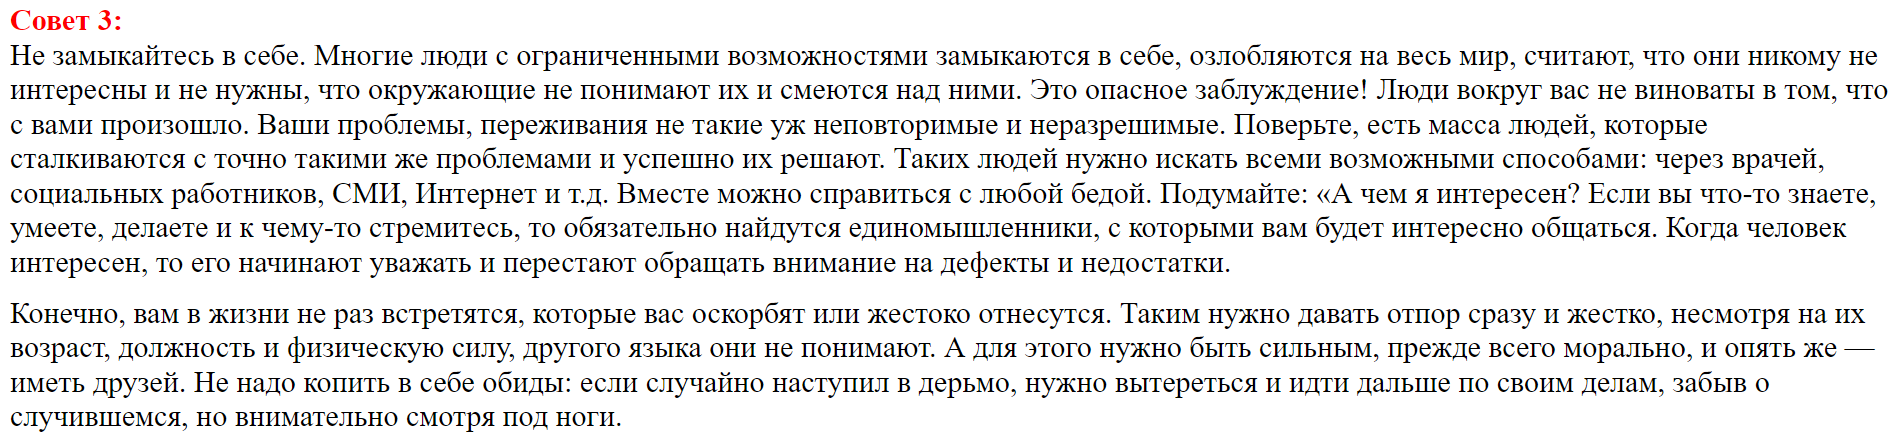 Совет 3:
Не замыкайтесь в себе. Многие люди с ограниченными возможностями замыкаются в себе, озлобляются на весь мир, считают, что они никому не
интересны и не нужны, что окружающие не понимают их и смеются над ними. Это опасное заблуждение! Люди вокруг вас не виноваты в том, что
с вами произошло. Ваши проблемы, переживания не такие уж неповторимые и неразрешимые. Поверьте, есть масса людей, которые
сталкиваются с точно такими же проблемами и успешно их решают. Таких людей нужно искать всеми возможными способами: через врачей,
социальных работников, СМИ, Интернет и т.д. Вместе можно справиться с любой бедой. Подумайте: «А чем я интересен? Если вы что-то знаете,
умеете, делаете и к чему-то стремитесь, то обязательно найдутся единомышленники, с которыми вам будет интересно общаться. Когда человек
интересен, то его начинают уважать и перестают обращать внимание на дефекты и недостатки.
Конечно, вам в жизни не раз встретятся, которые вас оскорбят или жестоко отнесутся. Таким нужно давать отпор сразу и жестко, несмотря на их
возраст, должность и физическую силу, другого языка они не понимают. А для этого нужно быть сильным, прежде всего морально, и опять же —
иметь друзей. Не надо копить в себе обиды: если случайно наступил в дерьмо, нужно вытереться и идти дальше по своим делам, забыв о
случившемся, но внимательно смотря под ноги.